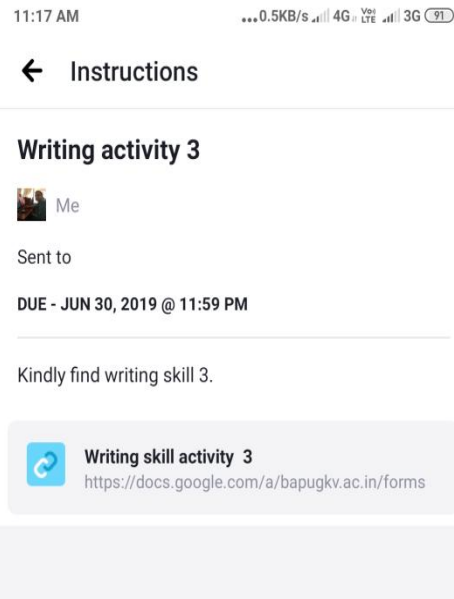 11:17 AM ...0.5KB/s 4G Vo) LTE 3G 91
Instructions
Writing activity 3
Me
Sent to
DUE - JUN 30, 2019 @ 11:59 PM
Kindly find writing skill 3.
Writing skill activity 3
https://docs.google.com/a/bapugkv.ac.in/forms